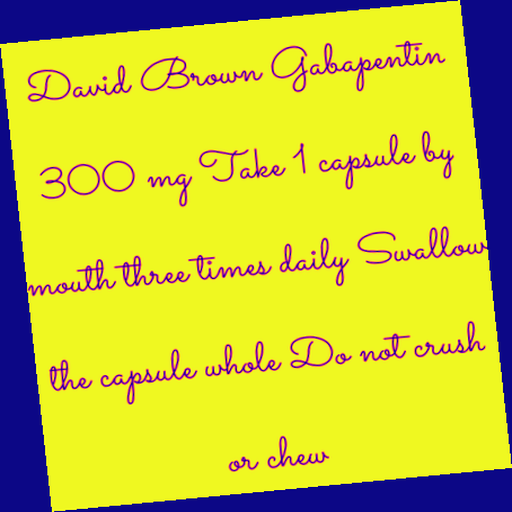 David Brown Gabapentin
300 mg Take 1 capsule by
mouth three times daily Swallow
the capsule whole Do not crush
or chew